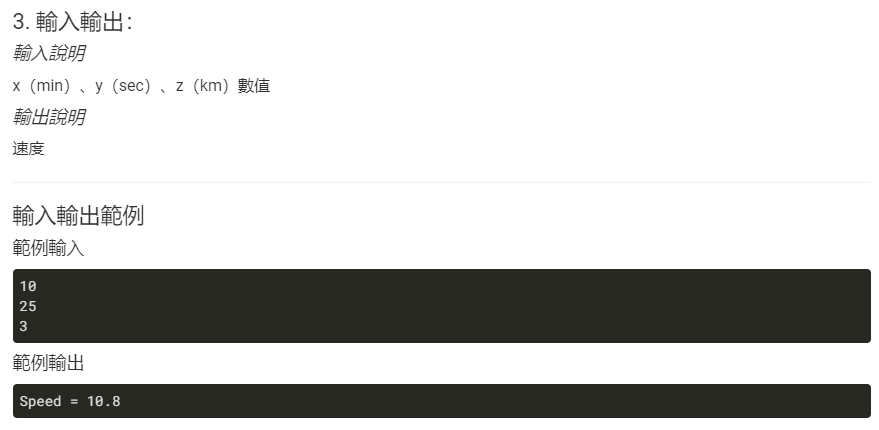 3. 輸入輸出：
輸入說明
x（min）、y（sec）、z（km）數值
輸出說明
速度
輸入輸出範例
範例輸入
10
25
3
範例輸出
Speed = 10.8